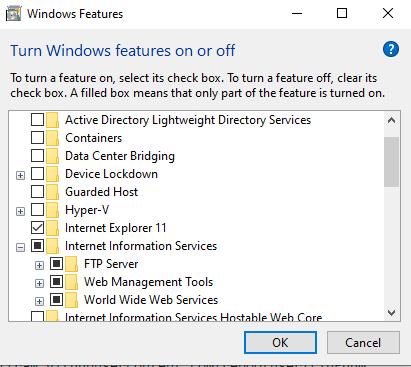 Windows Features
Turn Windows features on or off
To turn a feature on, select its check box. To turn a feature off, clear its
check box. A filled box means that only part of the feature is turned on.
Active Directory Lightweight Directory Services
Containers
Data Center Bridging
Device Lockdown
Guarded Host
Hyper-V
Internet Explorer 11
Internet Information Services
FTP Server
Web Management Tools
World Wide Web Services
Internet Information Services Hostable Web Core
OK Cancel